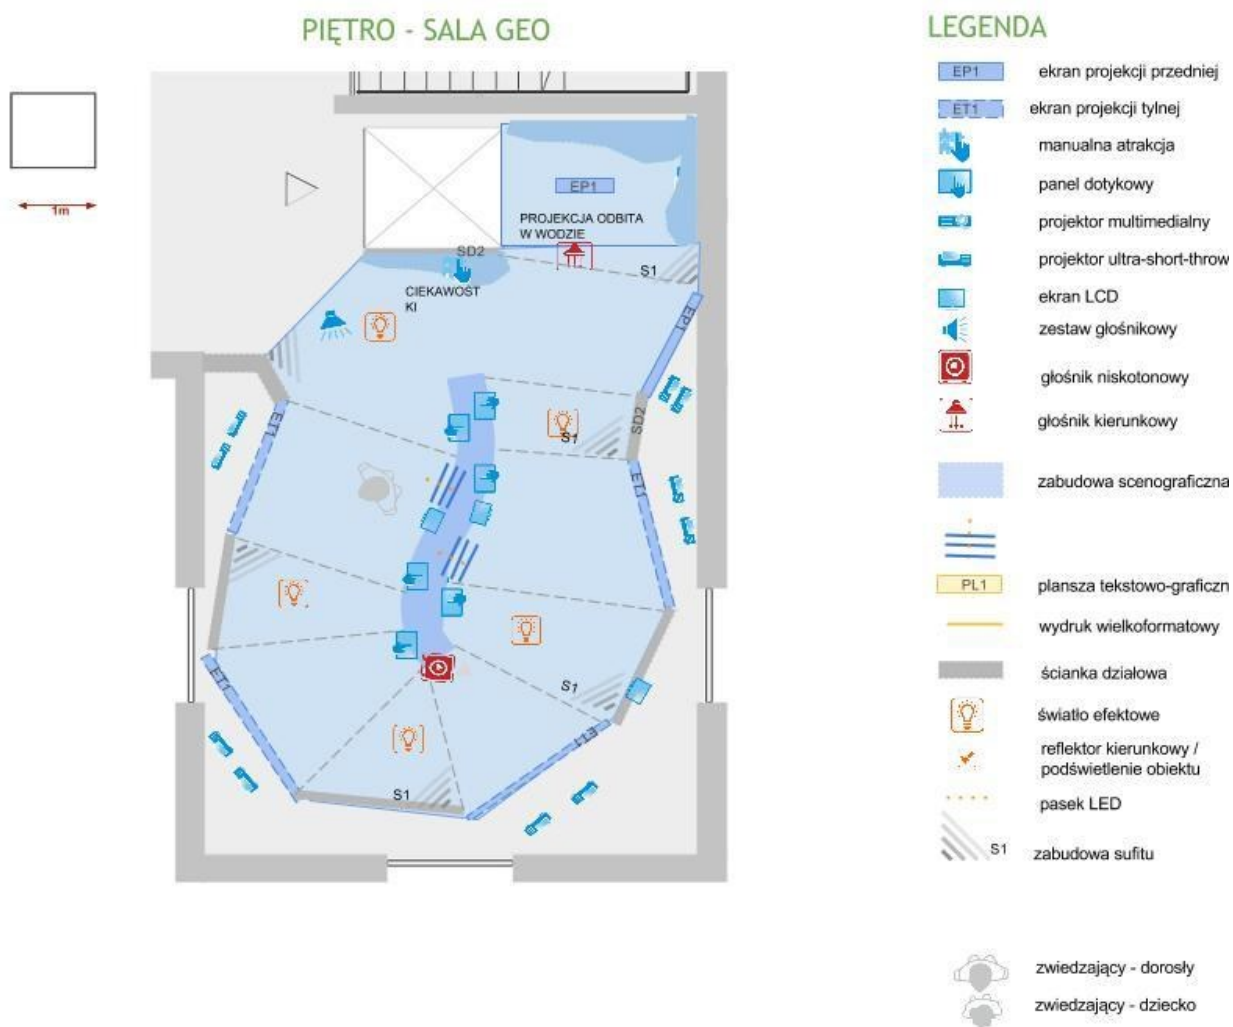 PIĘTRO - SALA GEO
1m
EP1
PROJEKCJA ODBITA
W WODZIE
SD2
S1
CIEKAWOST
KI
EP1
ET1
S1
SD2
ET1
ET1
S1
ET1
S1
LEGENDA
EP1 ekran projekcji przedniej
ET1 ekran projekcji tylnej
manualna atrakcja
panel dotykowy
projektor multimedialny
projektor ultra-short-throw
ekran LCD
zestaw głośnikowy
głośnik niskotonowy
głośnik kierunkowy
zabudowa scenograficzna
PL1 plansza tekstowo-graficzn
wydruk wielkoformatowy
ścianka działowa
światło efektowe
reflektor kierunkowy /
podświetlenie obiektu
pasek LED
S1 zabudowa sufitu
zwiedzający - dorosły
zwiedzający - dziecko